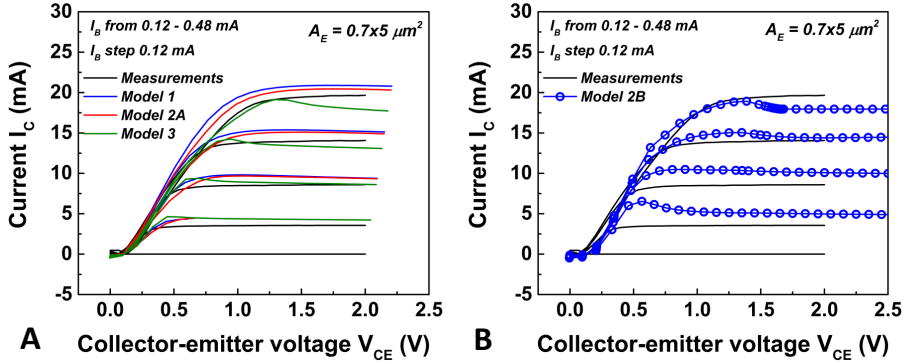 I_B from 0.12 - 0.48 mA
I_B step 0.12 mA
A_E = 0.7x5 μm²
Measurements
Model 1
Model 2A
Model 3
30
25
20
15
10
5
0
-5
0.0
0.5
1.0
1.5
2.0
2.5
Current I_C (mA)
Collector-emitter voltage V_CE (V)
A
I_B from 0.12 - 0.48 mA
I_B step 0.12 mA
A_E = 0.7x5 μm²
Measurements
Model 2B
30
25
20
15
10
5
0
-5
0.0
0.5
1.0
1.5
2.0
2.5
Current I_C (mA)
Collector-emitter voltage V_CE (V)
B